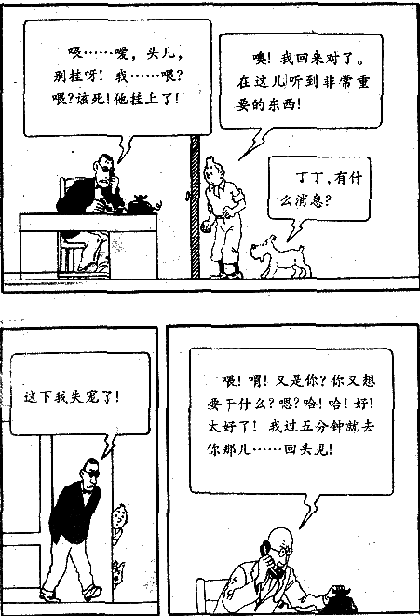 哎……嗳，头儿，
别挂呀！我……喂？
喂？该死！他挂上了！
噢！我回来对了。
在这儿听到非常重
要的东西！
丁丁，有什
么消息？
这下我失宠了！
喂！喂！又是你？你又想
要干什么？嗯？哈！哈！好！
太好了！我过五分钟就去
你那儿……回头见！